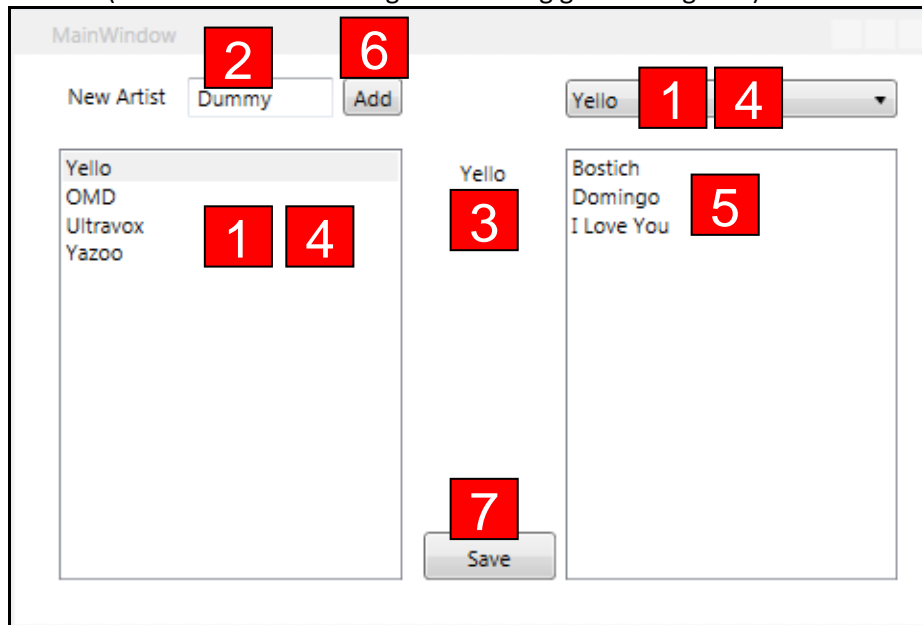 MainWindow
2
6
New Artist Dummy Add
Yello 1 4
Yello
OMD
Ultravox
Yazoo
1 4
Yello
3
Bostich
Domingo
I Love You
5
7
Save